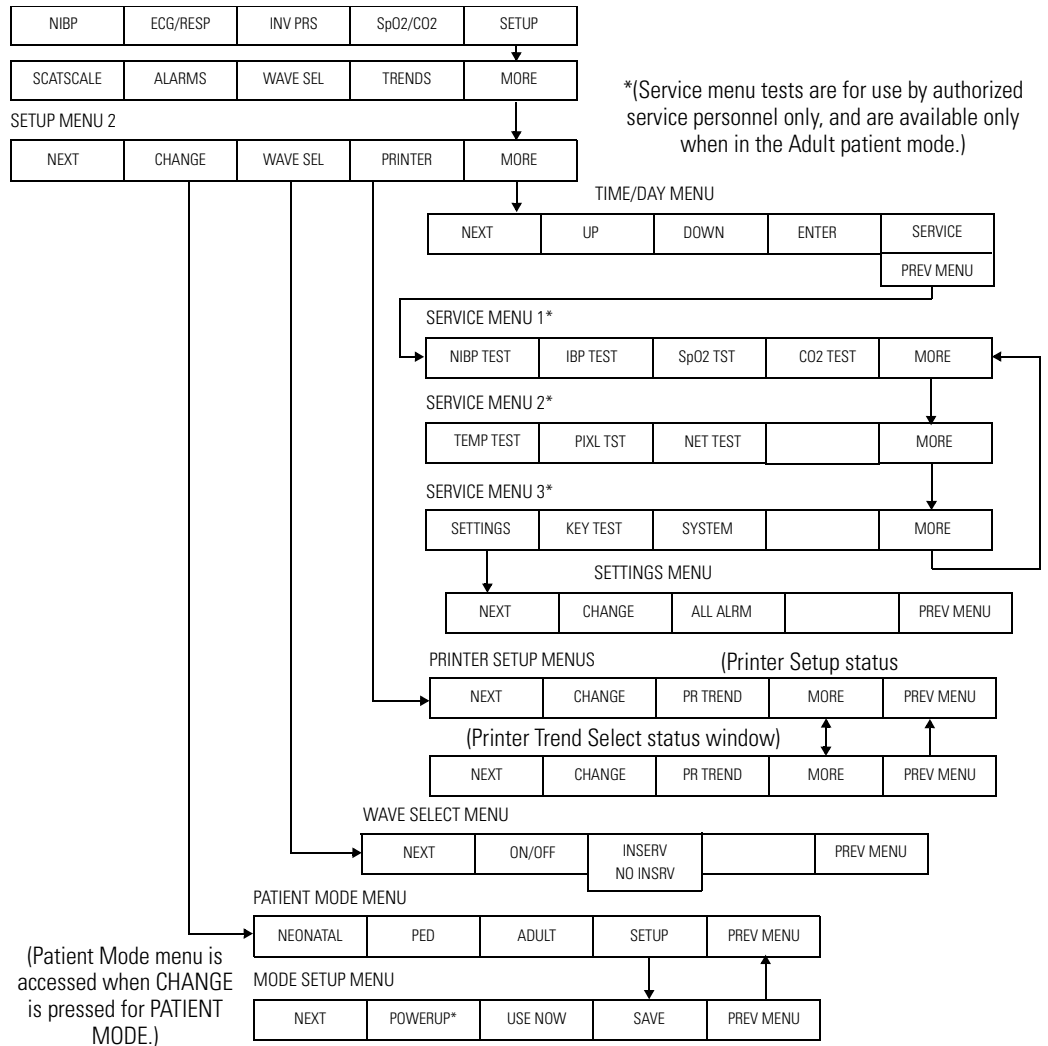 NIBP ECG/RESP INV PRS SpO2/CO2 SETUP
SCATSCALE ALARMS WAVE SEL TRENDS MORE
*(Service menu tests are for use by authorized
service personnel only, and are available only
when in the Adult patient mode.)
SETUP MENU 2
NEXT CHANGE WAVE SEL PRINTER MORE
TIME/DAY MENU
NEXT UP DOWN ENTER SERVICE
PREV MENU
SERVICE MENU 1*
NIBP TEST IBP TEST SpO2 TST CO2 TEST MORE
SERVICE MENU 2*
TEMP TEST PIXL TST NET TEST MORE
SERVICE MENU 3*
SETTINGS KEY TEST SYSTEM MORE
SETTINGS MENU
NEXT CHANGE ALL ALRM PREV MENU
PRINTER SETUP MENUS (Printer Setup status
NEXT CHANGE PR TREND MORE PREV MENU
(Printer Trend Select status window)
NEXT CHANGE PR TREND MORE PREV MENU
WAVE SELECT MENU
NEXT ON/OFF INSERV PREV MENU
NO INSRV
PATIENT MODE MENU
NEONATAL PED ADULT SETUP PREV MENU
(Patient Mode menu is
accessed when CHANGE
is pressed for PATIENT
MODE.)
MODE SETUP MENU
NEXT POWERUP* USE NOW SAVE PREV MENU